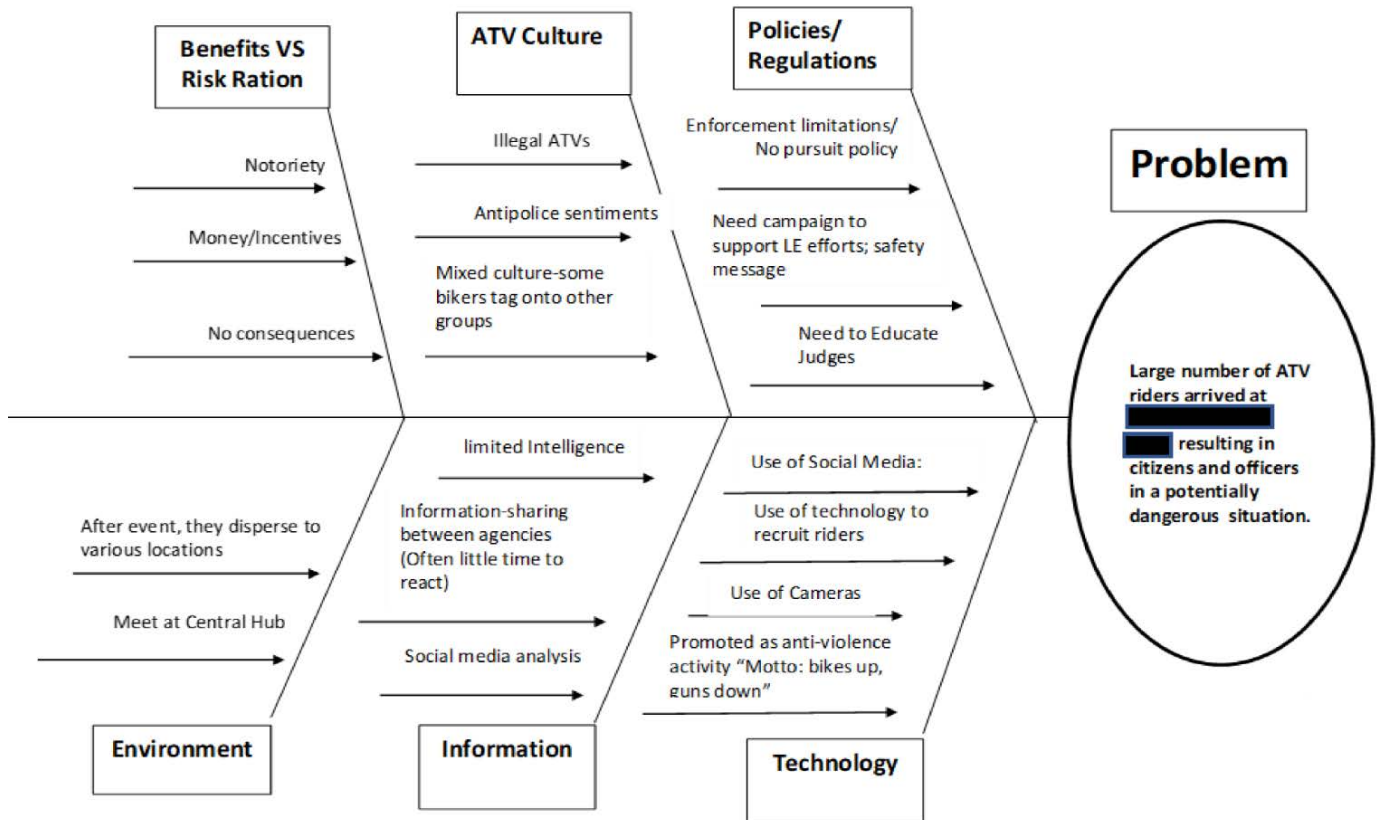 Benefits VS
Risk Ration
Notoriety
Money/Incentives
No consequences
ATV Culture
Illegal ATVs
Antipolice sentiments
Mixed culture-some
bikers tag onto other
groups
Policies/
Regulations
Enforcement limitations/
No pursuit policy
Need campaign to
support LE efforts; safety
message
Need to Educate
Judges
Problem
Large number of ATV
riders arrived at
resulting in
citizens and officers
in a potentially
dangerous situation.
After event, they disperse to
various locations
Meet at Central Hub
Environment
limited Intelligence
Information-sharing
between agencies
(Often little time to
react)
Social media analysis
Information
Use of Social Media:
Use of technology to
recruit riders
Use of Cameras
Promoted as anti-violence
activity “Motto: bikes up,
guns down”
Technology